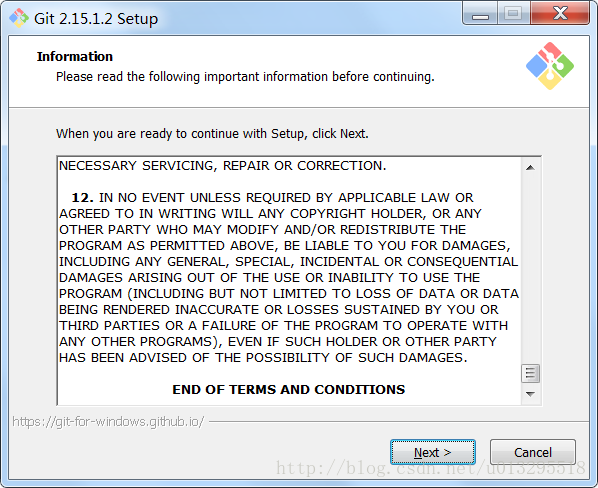 Git 2.15.1.2 Setup
Information
Please read the following important information before continuing.
When you are ready to continue with Setup, click Next.
NECESSARY SERVICING, REPAIR OR CORRECTION.
12. IN NO EVENT UNLESS REQUIRED BY APPLICABLE LAW OR
AGREED TO IN WRITING WILL ANY COPYRIGHT HOLDER, OR ANY
OTHER PARTY WHO MAY MODIFY AND/OR REDISTRIBUTE THE
PROGRAM AS PERMITTED ABOVE, BE LIABLE TO YOU FOR DAMAGES,
INCLUDING ANY GENERAL, SPECIAL, INCIDENTAL OR CONSEQUENTIAL
DAMAGES ARISING OUT OF THE USE OR INABILITY TO USE THE
PROGRAM (INCLUDING BUT NOT LIMITED TO LOSS OF DATA OR DATA
BEING RENDERED INACCURATE OR LOSSES SUSTAINED BY YOU OR
THIRD PARTIES OR A FAILURE OF THE PROGRAM TO OPERATE WITH
ANY OTHER PROGRAMS), EVEN IF SUCH HOLDER OR OTHER PARTY
HAS BEEN ADVISED OF THE POSSIBILITY OF SUCH DAMAGES.
END OF TERMS AND CONDITIONS
https://git-for-windows.github.io/
Next > Cancel
http://blog.csdn.net/u013295518